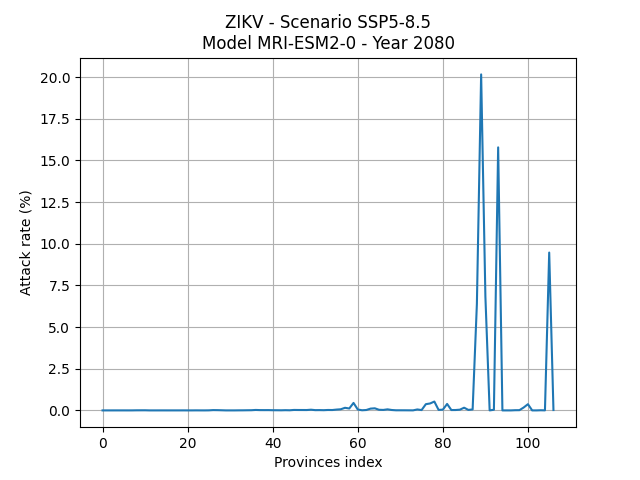 ZIKV - Scenario SSP5-8.5
Model MRI-ESM2-0 - Year 2080
20.0
17.5
15.0
12.5
10.0
7.5
5.0
2.5
0.0
Attack rate (%)
0 20 40 60 80 100
Provinces index